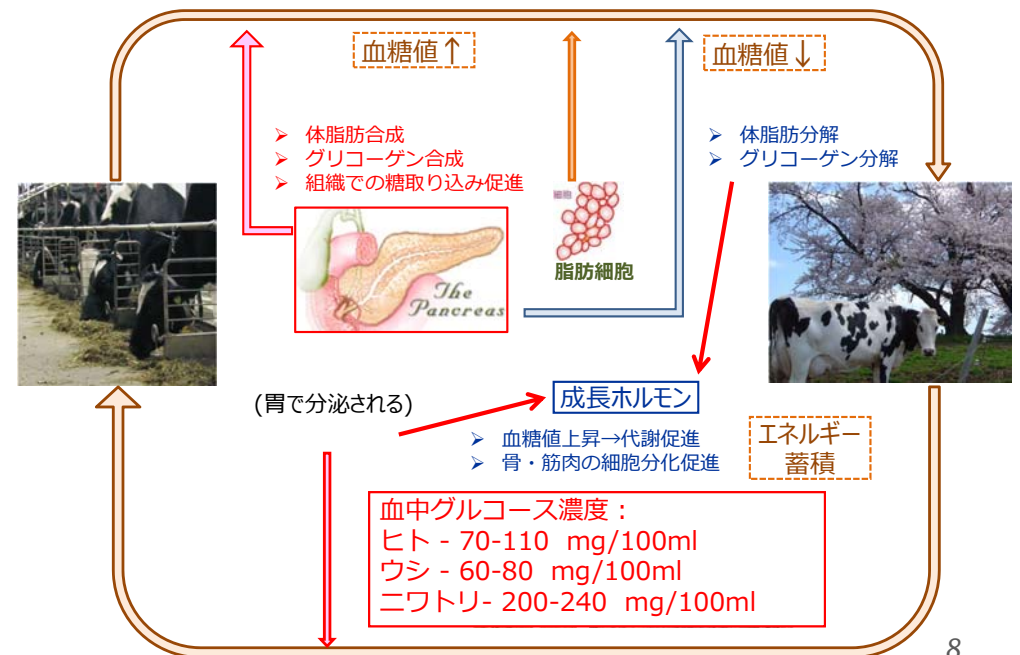 血糖値↑
血糖値↓
➢ 体脂肪合成
➢ グリコーゲン合成
➢ 組織での糖取り込み促進
➢ 体脂肪分解
➢ グリコーゲン分解
細胞
脂肪細胞
The
Pancreas
(胃で分泌される)
成長ホルモン
➢ 血糖値上昇→代謝促進
➢ 骨・筋肉の細胞分化促進
エネルギー
蓄積
血中グルコース濃度：
ヒト - 70-110 mg/100ml
ウシ - 60-80 mg/100ml
ニワトリ- 200-240 mg/100ml
8